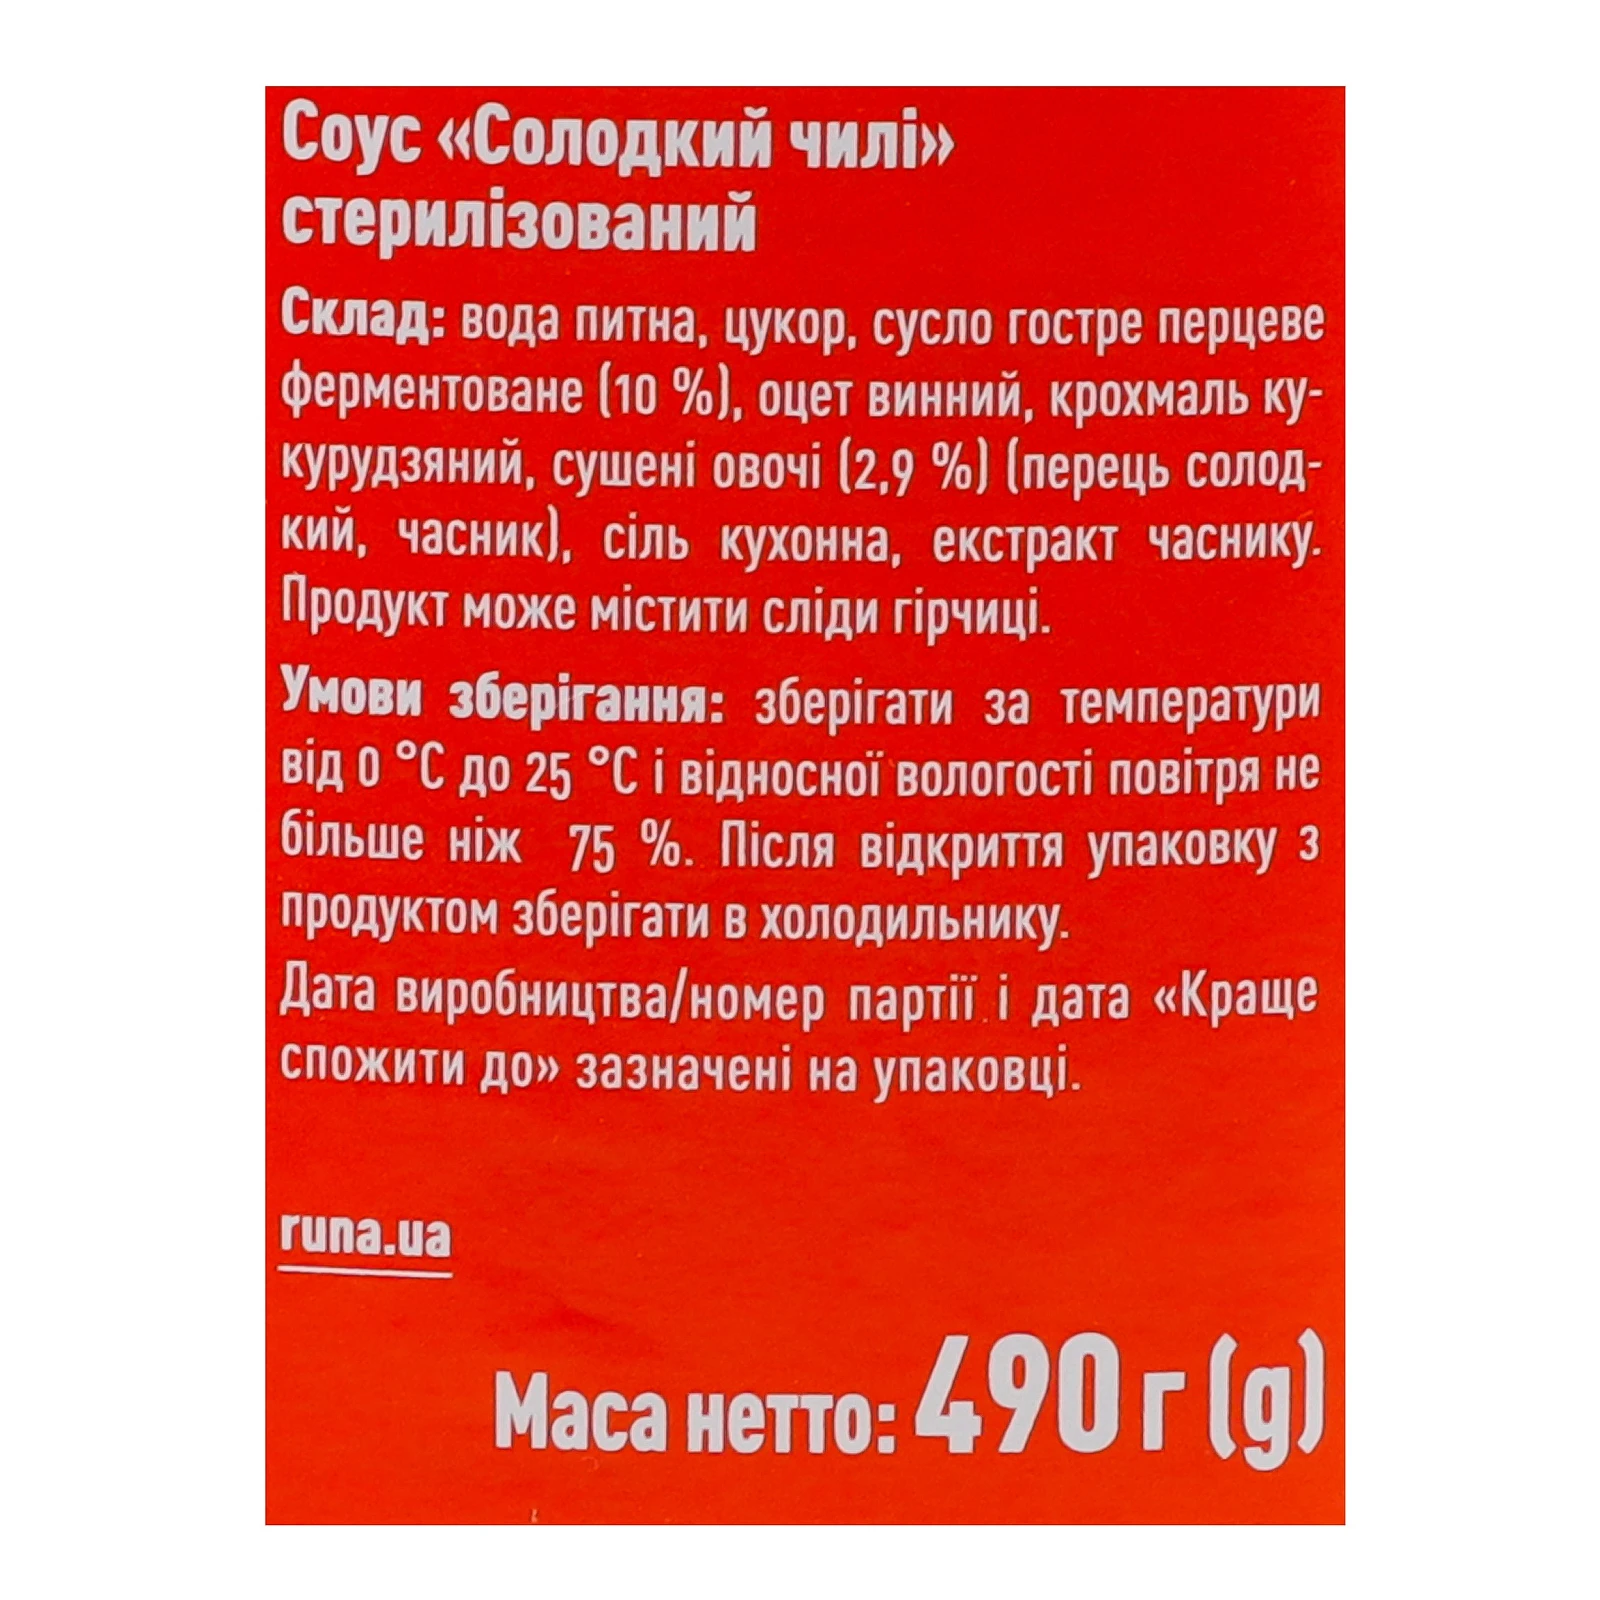 Соус «Солодкий чилі»
стерилізований
Склад: вода питна, цукор, сусло гостре перцеве
ферментоване (10 %), оцет винний, крохмаль ку-
курудзяний, сушені овочі (2,9 %) (перець солод-
кий, часник), сіль кухонна, екстракт часнику.
Продукт може містити сліди гірчиці.
Умови зберігання: зберігати за температури
від 0 °С до 25 °С і відносної вологості повітря не
більше ніж 75 %. Після відкриття упаковку з
продуктом зберігати в холодильнику.
Дата виробництва/номер партії і дата «Краще
спожити до» зазначені на упаковці.
runa.ua
Маса нетто: 490 г (g)